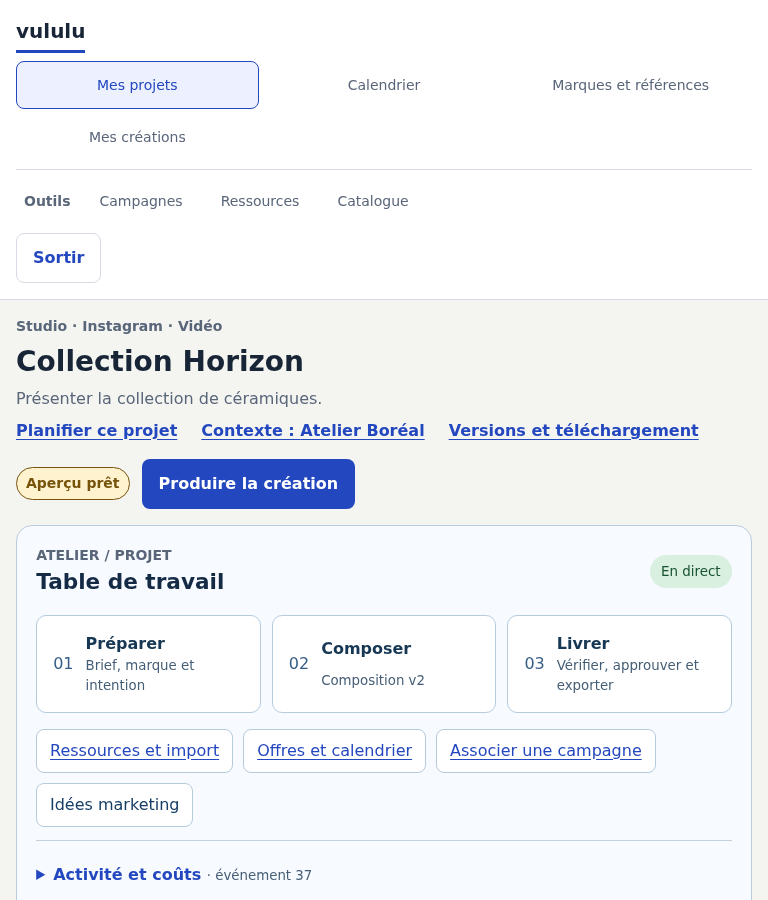 vululu
Mes projets
Calendrier
Marques et références
Mes créations
Outils
Campagnes
Ressources
Catalogue
Sortir
Studio · Instagram · Vidéo
Collection Horizon
Présenter la collection de céramiques.
Planifier ce projet
Contexte : Atelier Boréal
Versions et téléchargement
Aperçu prêt
Produire la création
ATELIER / PROJET
Table de travail
En direct
01
Préparer
Brief, marque et
intention
02
Composer
Composition v2
03
Livrer
Vérifier, approuver et
exporter
Ressources et import
Offres et calendrier
Associer une campagne
Idées marketing
Activité et coûts · événement 37